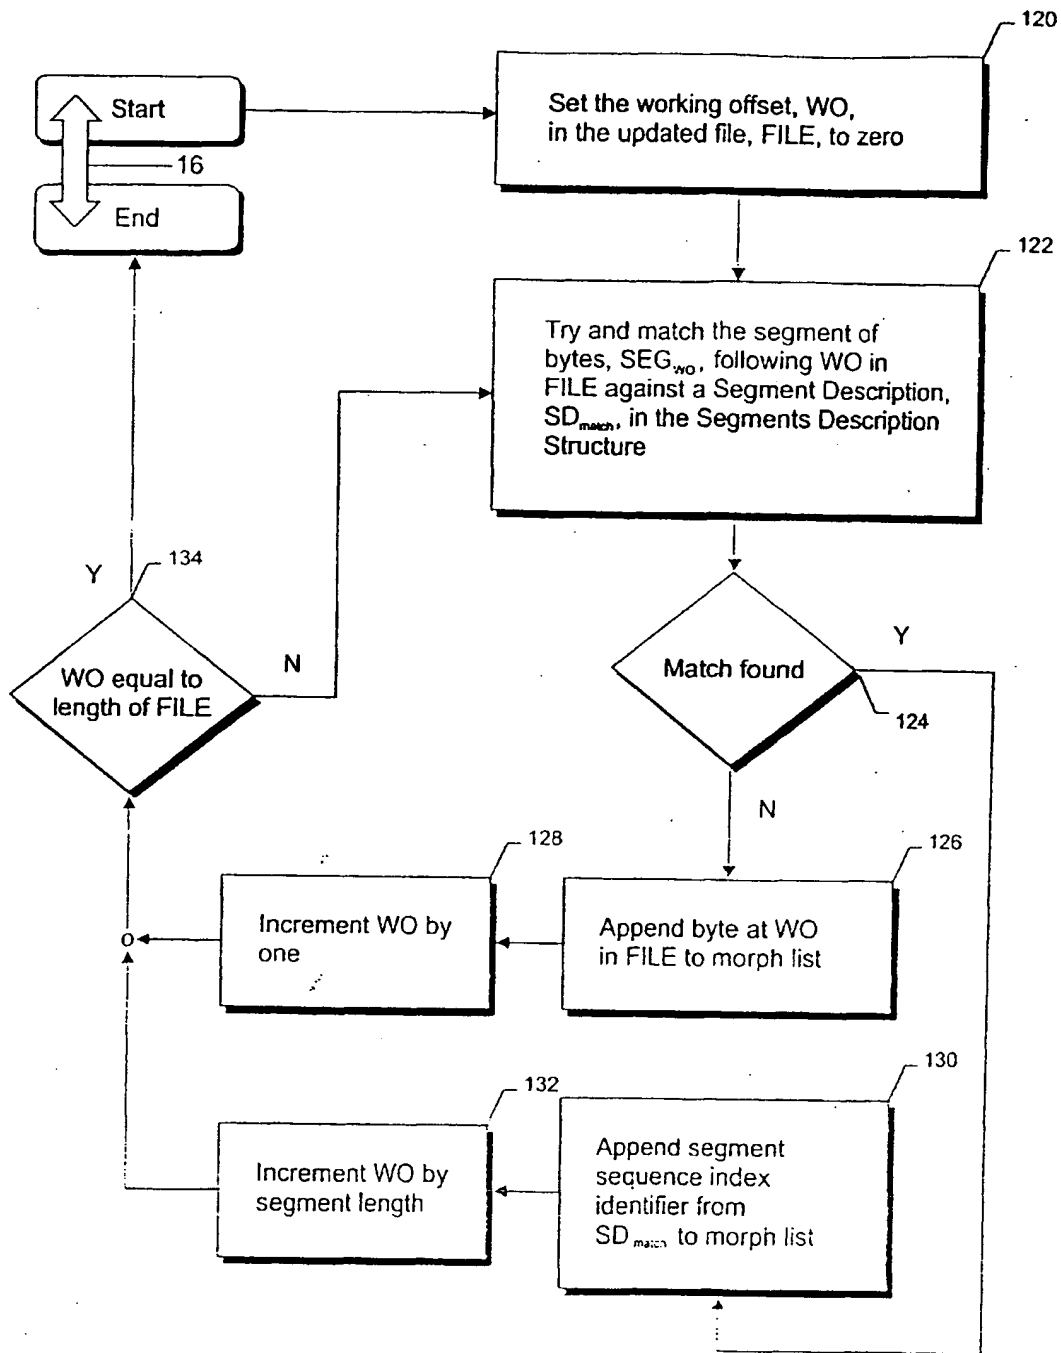 120
Start
Set the working offset, WO,
in the updated file, FILE, to zero
16
End
122
Try and match the segment of
bytes, SEG_WO, following WO in
FILE against a Segment Description,
SD_match, in the Segments Description
Structure
134
Y
WO equal to
length of FILE
N
Match found
Y
124
N
128
126
Increment WO by
one
Append byte at WO
in FILE to morph list
o
132
130
Increment WO by
segment length
Append segment
sequence index
identifier from
SD_match to morph list